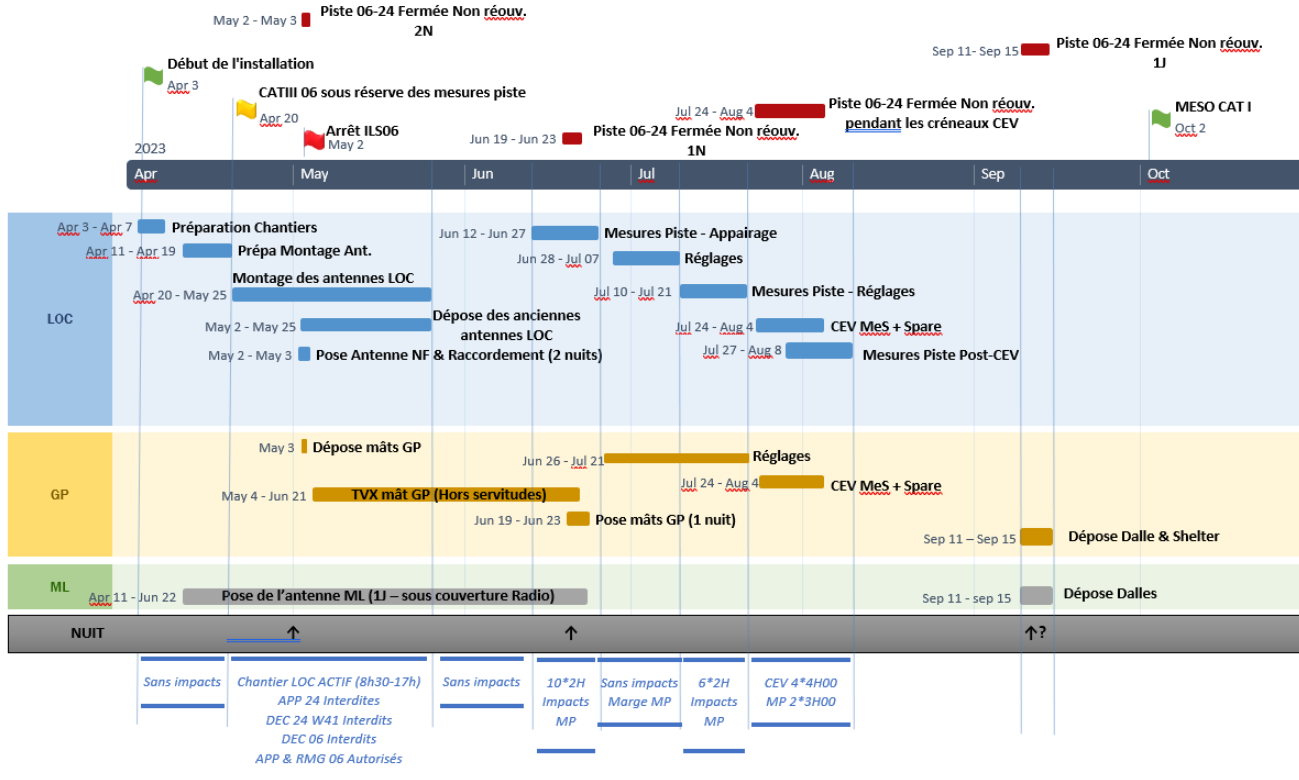 May 2 - May 3
Piste 06-24 Fermée Non réouv.
2N
Sep 11- Sep 15
Piste 06-24 Fermée Non réouv.
1J
Début de l'installation
Apr 3
CATIII 06 sous réserve des mesures piste
Apr 20
Arrêt ILS06
May 2
Jun 19 - Jun 23
Piste 06-24 Fermée Non réouv.
1N
Jul 24 - Aug 4
Piste 06-24 Fermée Non réouv.
pendant les créneaux CEV
MESO CAT I
Oct 2
2023
Apr
May
Jun
Jul
Aug
Sep
Oct
LOC
Apr 3 - Apr 7
Préparation Chantiers
Apr 11 - Apr 19
Prépa Montage Ant.
Montage des antennes LOC
Apr 20 - May 25
May 2 - May 25
Dépose des anciennes
antennes LOC
May 2 - May 3
Pose Antenne NF & Raccordement (2 nuits)
Jun 12 - Jun 27
Mesures Piste - Appairage
Jun 28 - Jul 07
Réglages
Jul 10 - Jul 21
Mesures Piste - Réglages
Jul 24 - Aug 4
CEV MeS + Spare
Jul 27 - Aug 8
Mesures Piste Post-CEV
GP
May 3
Dépose mâts GP
Jun 26 - Jul 21
Réglages
Jul 24 - Aug 4
CEV MeS + Spare
May 4 - Jun 21
TVX mât GP (Hors servitudes)
Jun 19 - Jun 23
Pose mâts GP (1 nuit)
Sep 11 – Sep 15
Dépose Dalle & Shelter
ML
Apr 11 - Jun 22
Pose de l'antenne ML (1J – sous couverture Radio)
Sep 11 - sep 15
Dépose Dalles
NUIT
↑
↑
↑?
Sans impacts
Chantier LOC ACTIF (8h30-17h)
APP 24 Interdites
DEC 24 W41 Interdits
DEC 06 Interdits
APP & RMG 06 Autorisés
Sans impacts
10*2H
Impacts
MP
Sans impacts
Marge MP
6*2H
Impacts
MP
CEV 4*4H00
MP 2*3H00